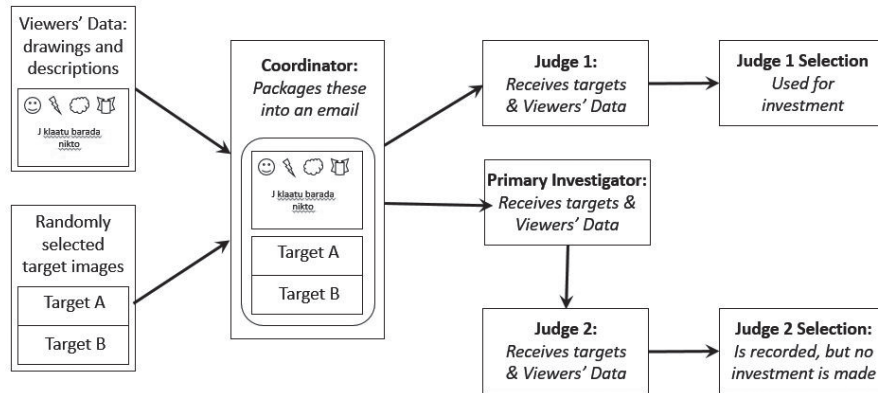 Viewers’ Data:
drawings and
descriptions
J klaatu barada
nikto
Randomly
selected
target images
Target A
Target B
Coordinator:
Packages these
into an email
J klaatu barada
nikto
Target A
Target B
Judge 1:
Receives targets
& Viewers’ Data
Judge 1 Selection
Used for
investment
Primary Investigator:
Receives targets &
Viewers’ Data
Judge 2:
Receives targets
& Viewers’ Data
Judge 2 Selection:
Is recorded, but no
investment is made